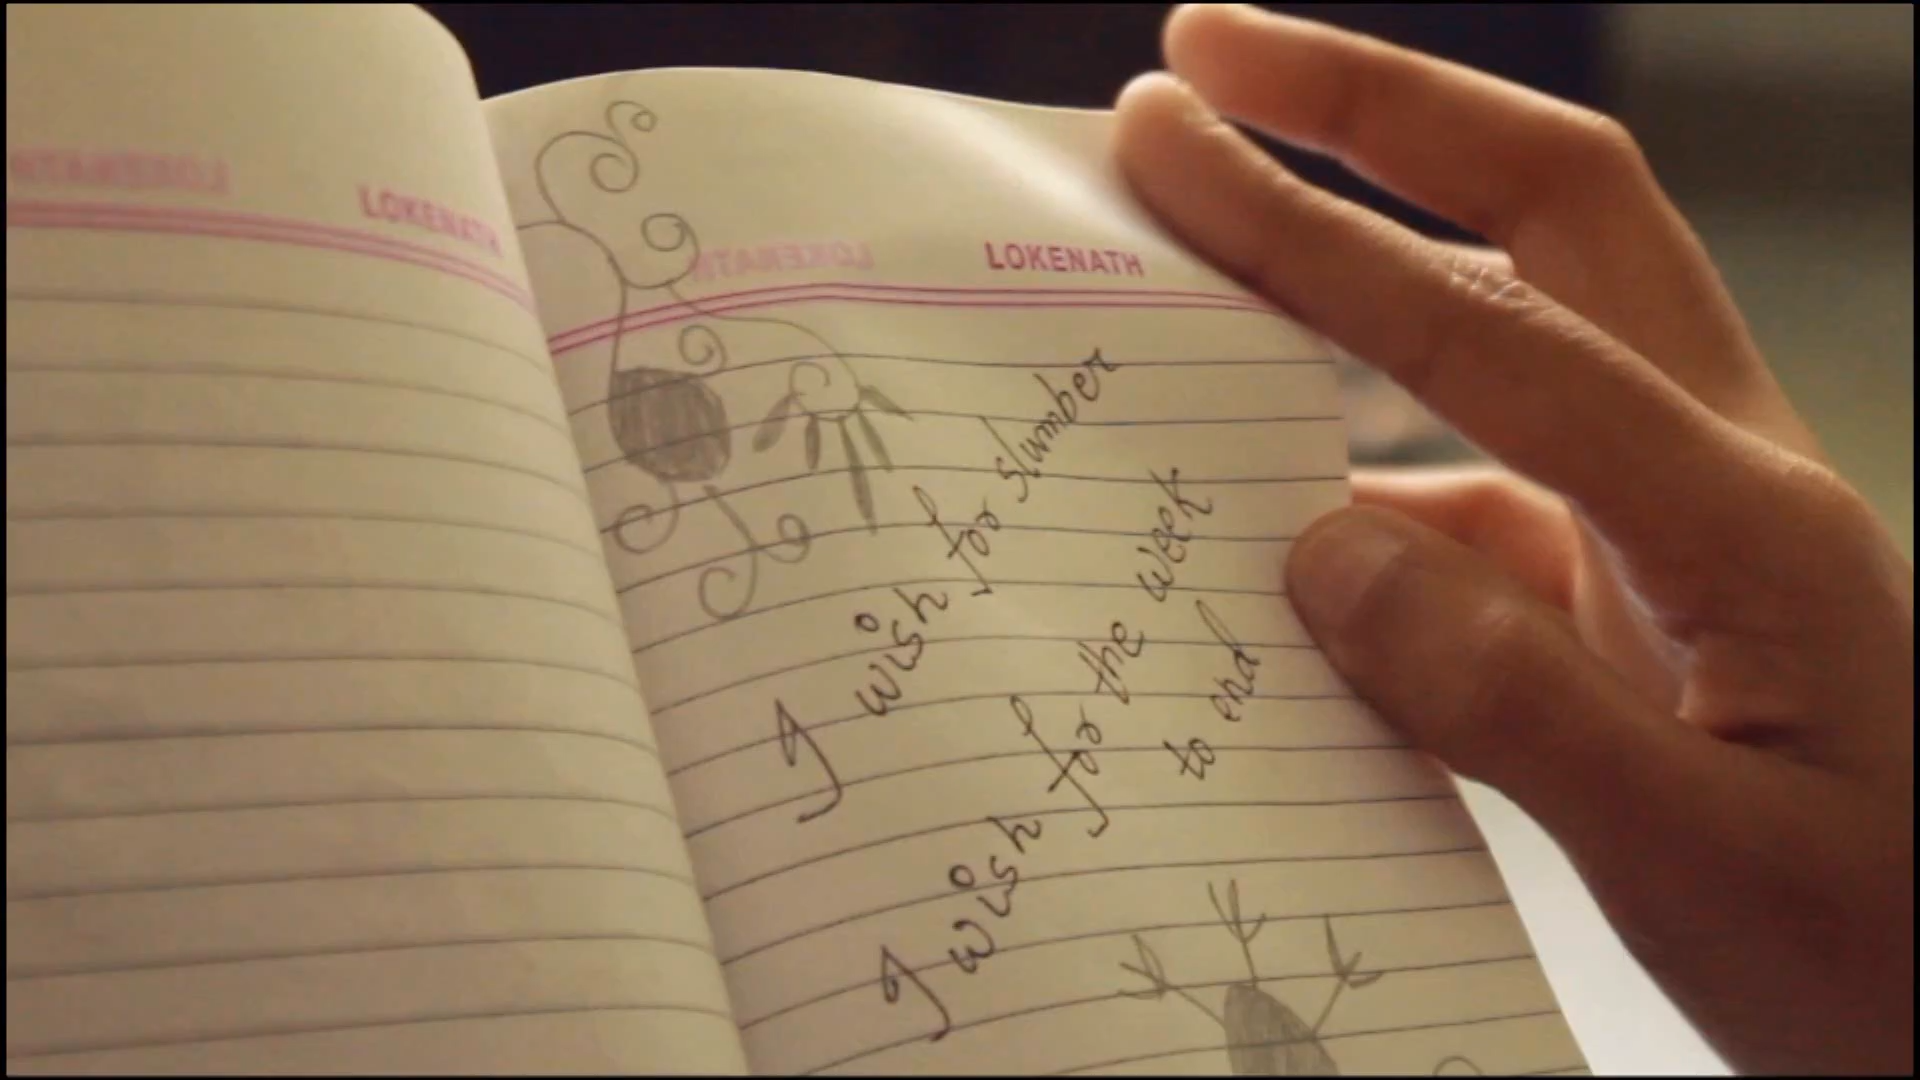 LOKENATH
LOKENATH
I wish for slumber
I wish for the week
to end